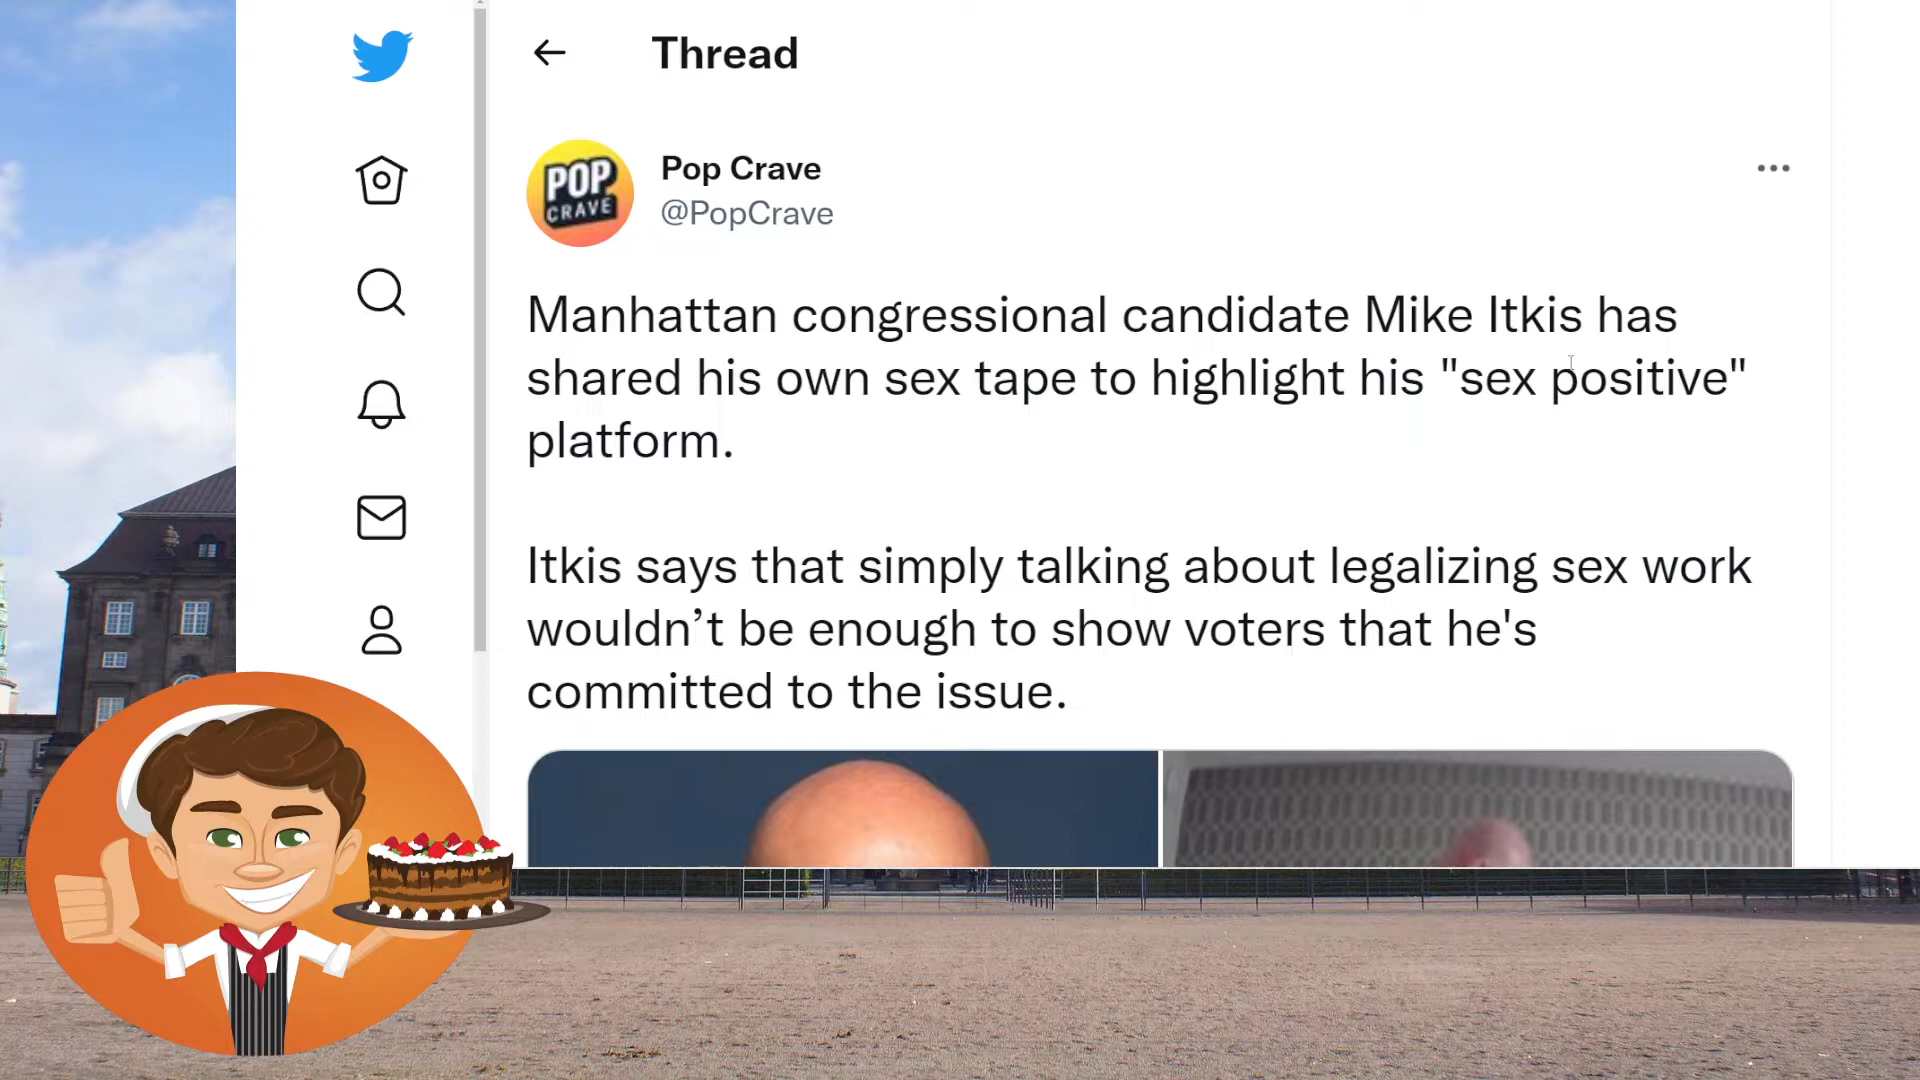 Thread
POP
CRAVE
Pop Crave
@PopCrave
Manhattan congressional candidate Mike Itkis has
shared his own sex tape to highlight his "sex positive"
platform.
Itkis says that simply talking about legalizing sex work
wouldn’t be enough to show voters that he's
committed to the issue.